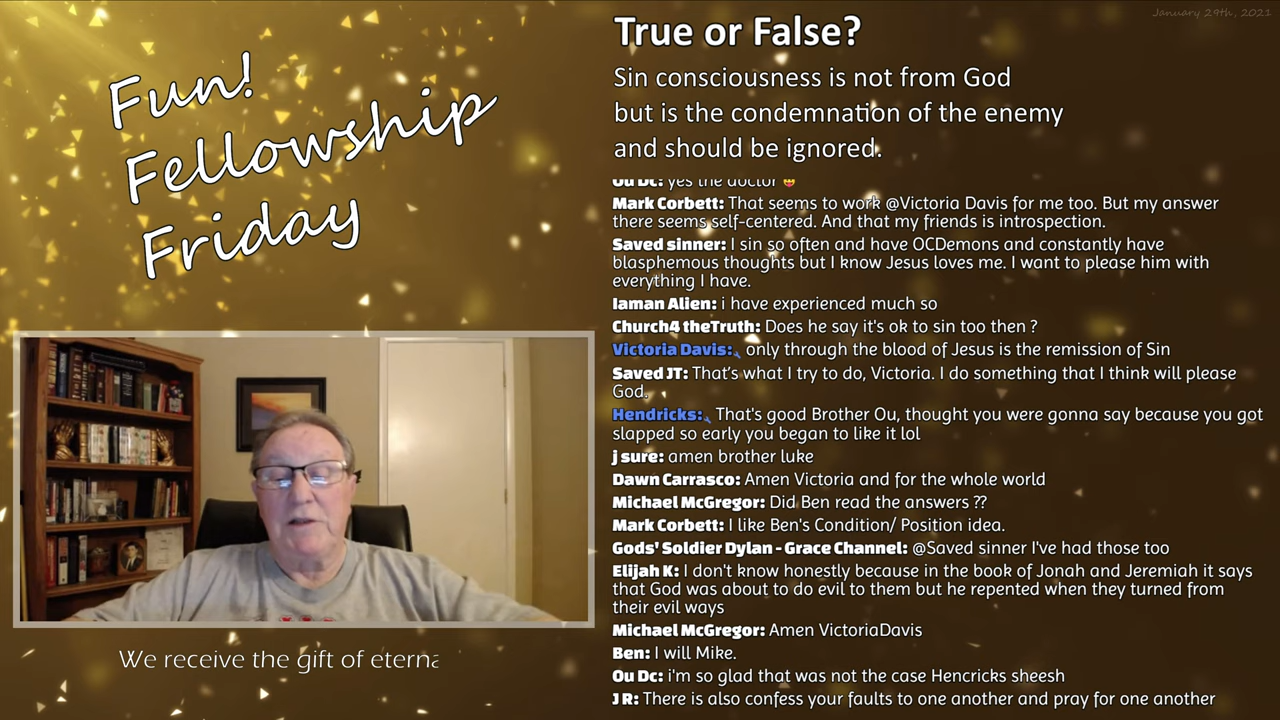 January 29th, 2021
Fun!
Fellowship
Friday
We receive the gift of eterna
True or False?
Sin consciousness is not from God
but is the condemnation of the enemy
and should be ignored.
Ou Dc: yes the doctor 😛
Mark Corbett: That seems to work @Victoria Davis for me too. But my answer
there seems self-centered. And that my friends is introspection.
Saved sinner: I sin so often and have OCDemons and constantly have
blasphemous thoughts but I know Jesus loves me. I want to please him with
everything I have.
Iaman Alien: i have experienced much so
Church4 theTruth: Does he say it's ok to sin too then ?
Victoria Davis: only through the blood of Jesus is the remission of Sin
Saved JT: That's what I try to do, Victoria. I do something that I think will please
God.
Hendricks: That's good Brother Ou, thought you were gonna say because you got
slapped so early you began to like it lol
j sure: amen brother luke
Dawn Carrasco: Amen Victoria and for the whole world
Michael McGregor: Did Ben read the answers ??
Mark Corbett: I like Ben's Condition/ Position idea.
Gods' Soldier Dylan - Grace Channel: @Saved sinner I've had those too
Elijah K: I don't know honestly because in the book of Jonah and Jeremiah it says
that God was about to do evil to them but he repented when they turned from
their evil ways
Michael McGregor: Amen VictoriaDavis
Ben: I will Mike.
Ou Dc: i'm so glad that was not the case Hencricks sheesh
J R: There is also confess your faults to one another and pray for one another